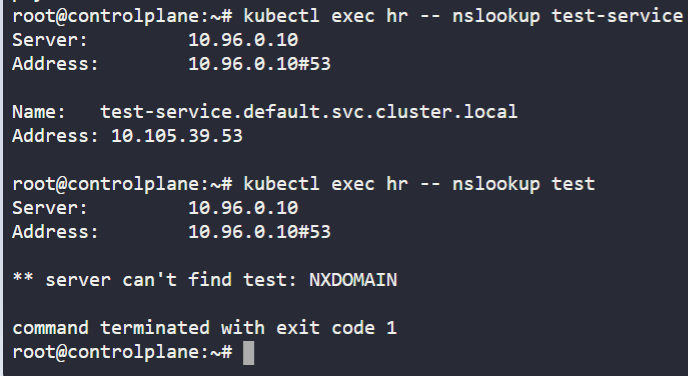 root@controlplane:~# kubectl exec hr -- nslookup test-service
Server:         10.96.0.10
Address:        10.96.0.10#53

Name:   test-service.default.svc.cluster.local
Address: 10.105.39.53

root@controlplane:~# kubectl exec hr -- nslookup test
Server:         10.96.0.10
Address:        10.96.0.10#53

** server can't find test: NXDOMAIN

command terminated with exit code 1
root@controlplane:~#